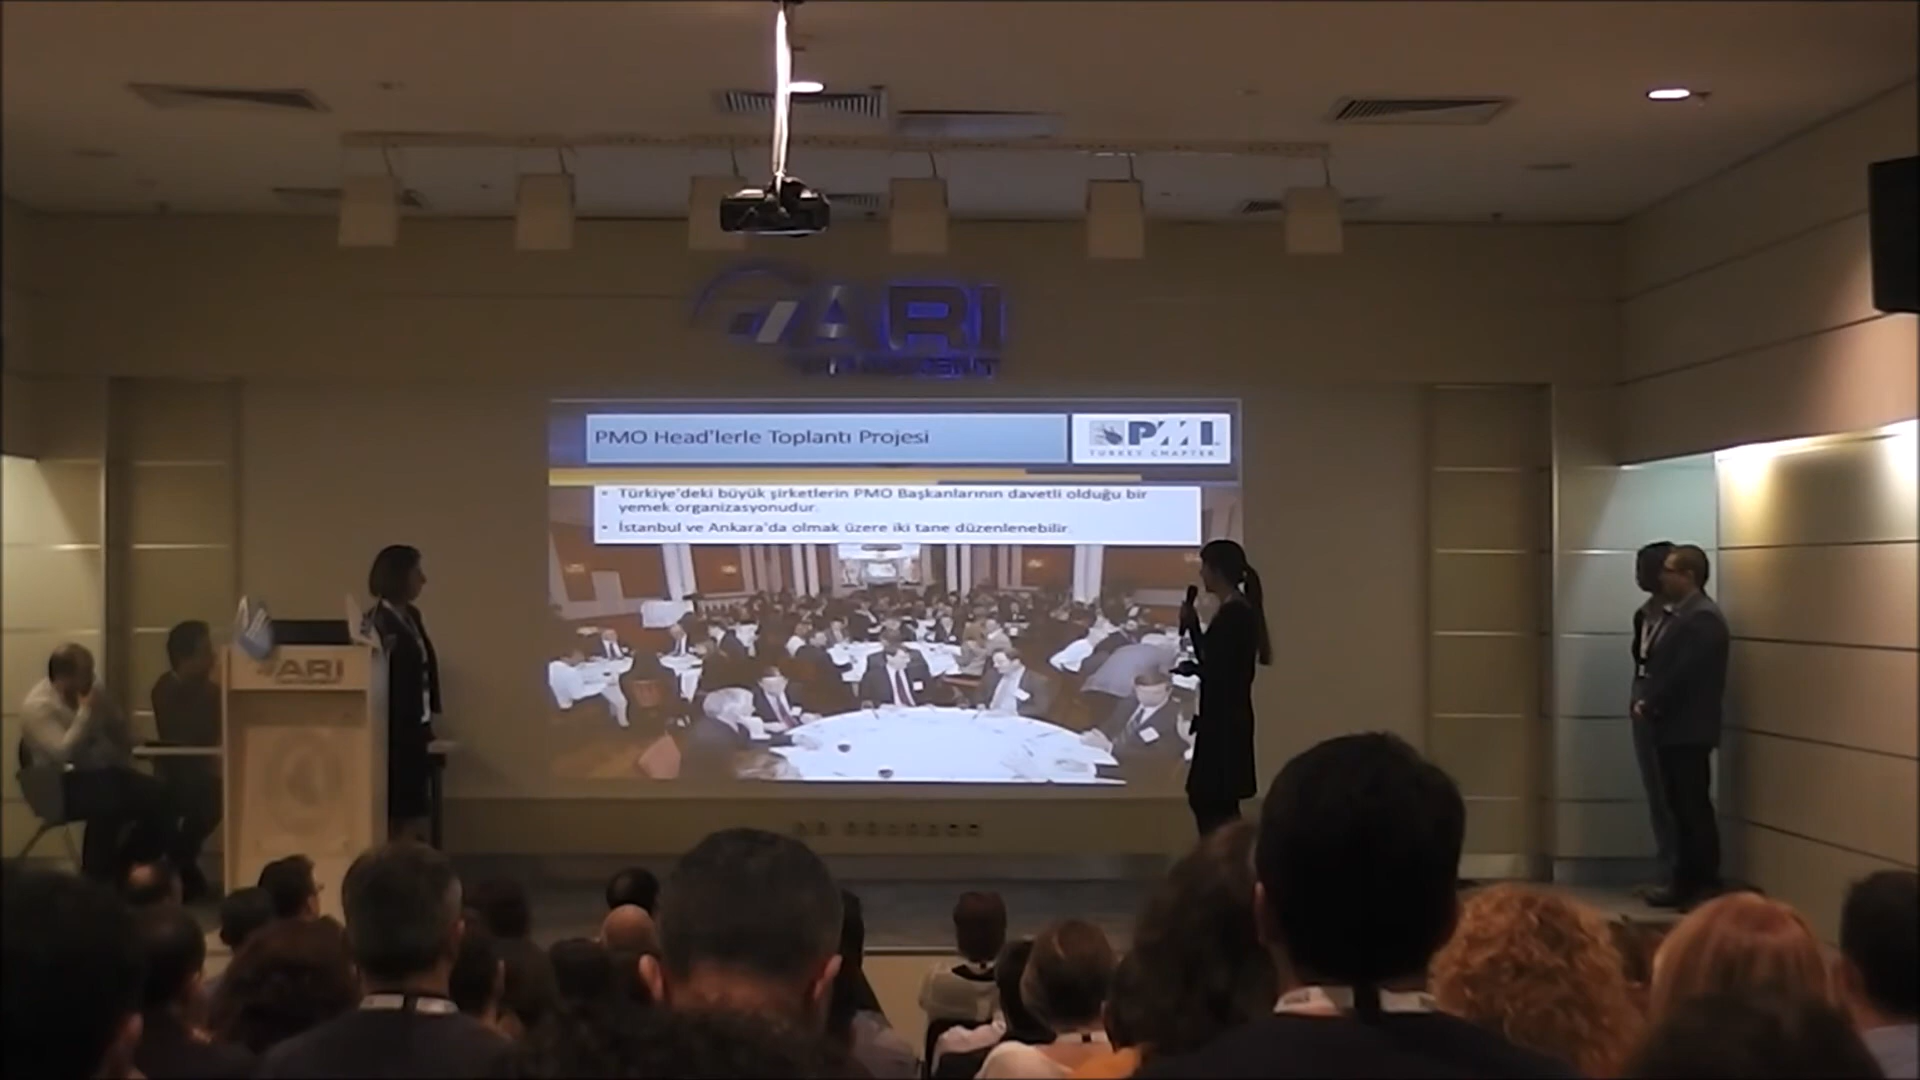 ARI
PMO Head'lerle Toplantı Projesi
PMI
TURKEY CHAPTER
• Türkiye'deki büyük şirketlerin PMO Başkanlarının davetli olduğu bir
yemek organizasyonudur.
• İstanbul ve Ankara'da olmak üzere iki tane düzenlenebilir.
ARI